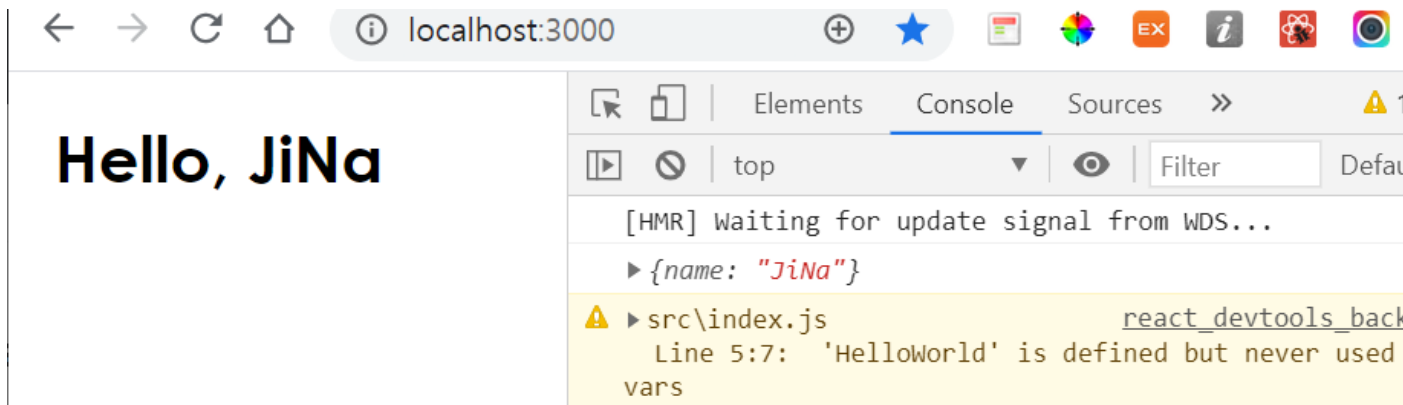 localhost:3000
EX
i
Elements Console Sources
Hello, JiNa
top Filter
[HMR] Waiting for update signal from WDS...
{name: "JiNa"}
src\index.js
Line 5:7: 'HelloWorld' is defined but never used
vars